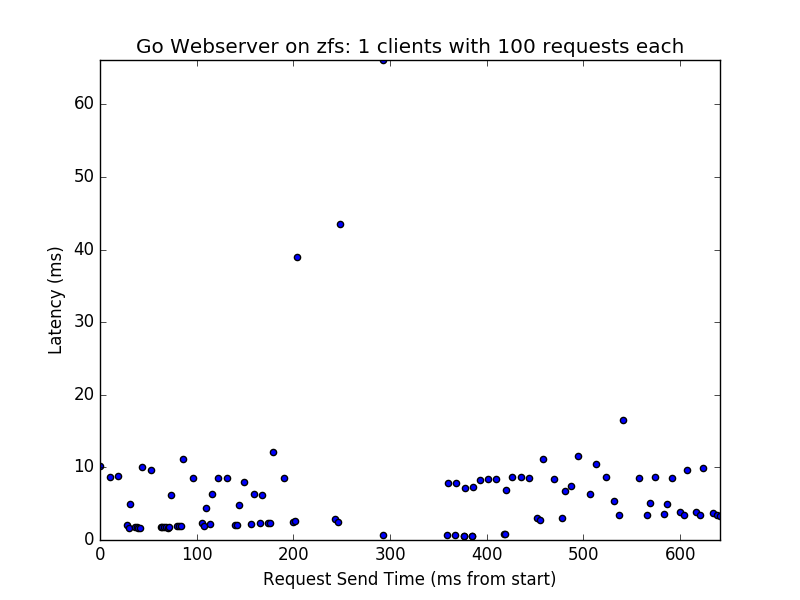 Go Webserver on zfs: 1 clients with 100 requests each
60
50
40
30
20
10
0
Latency (ms)
0 100 200 300 400 500 600
Request Send Time (ms from start)